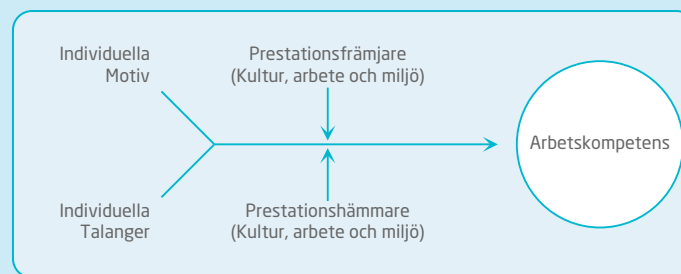 Individuella
Motiv
Prestationsfrämjare
(Kultur, arbete och miljö)
Arbetskompetens
Individuella
Talanger
Prestationshämmare
(Kultur, arbete och miljö)